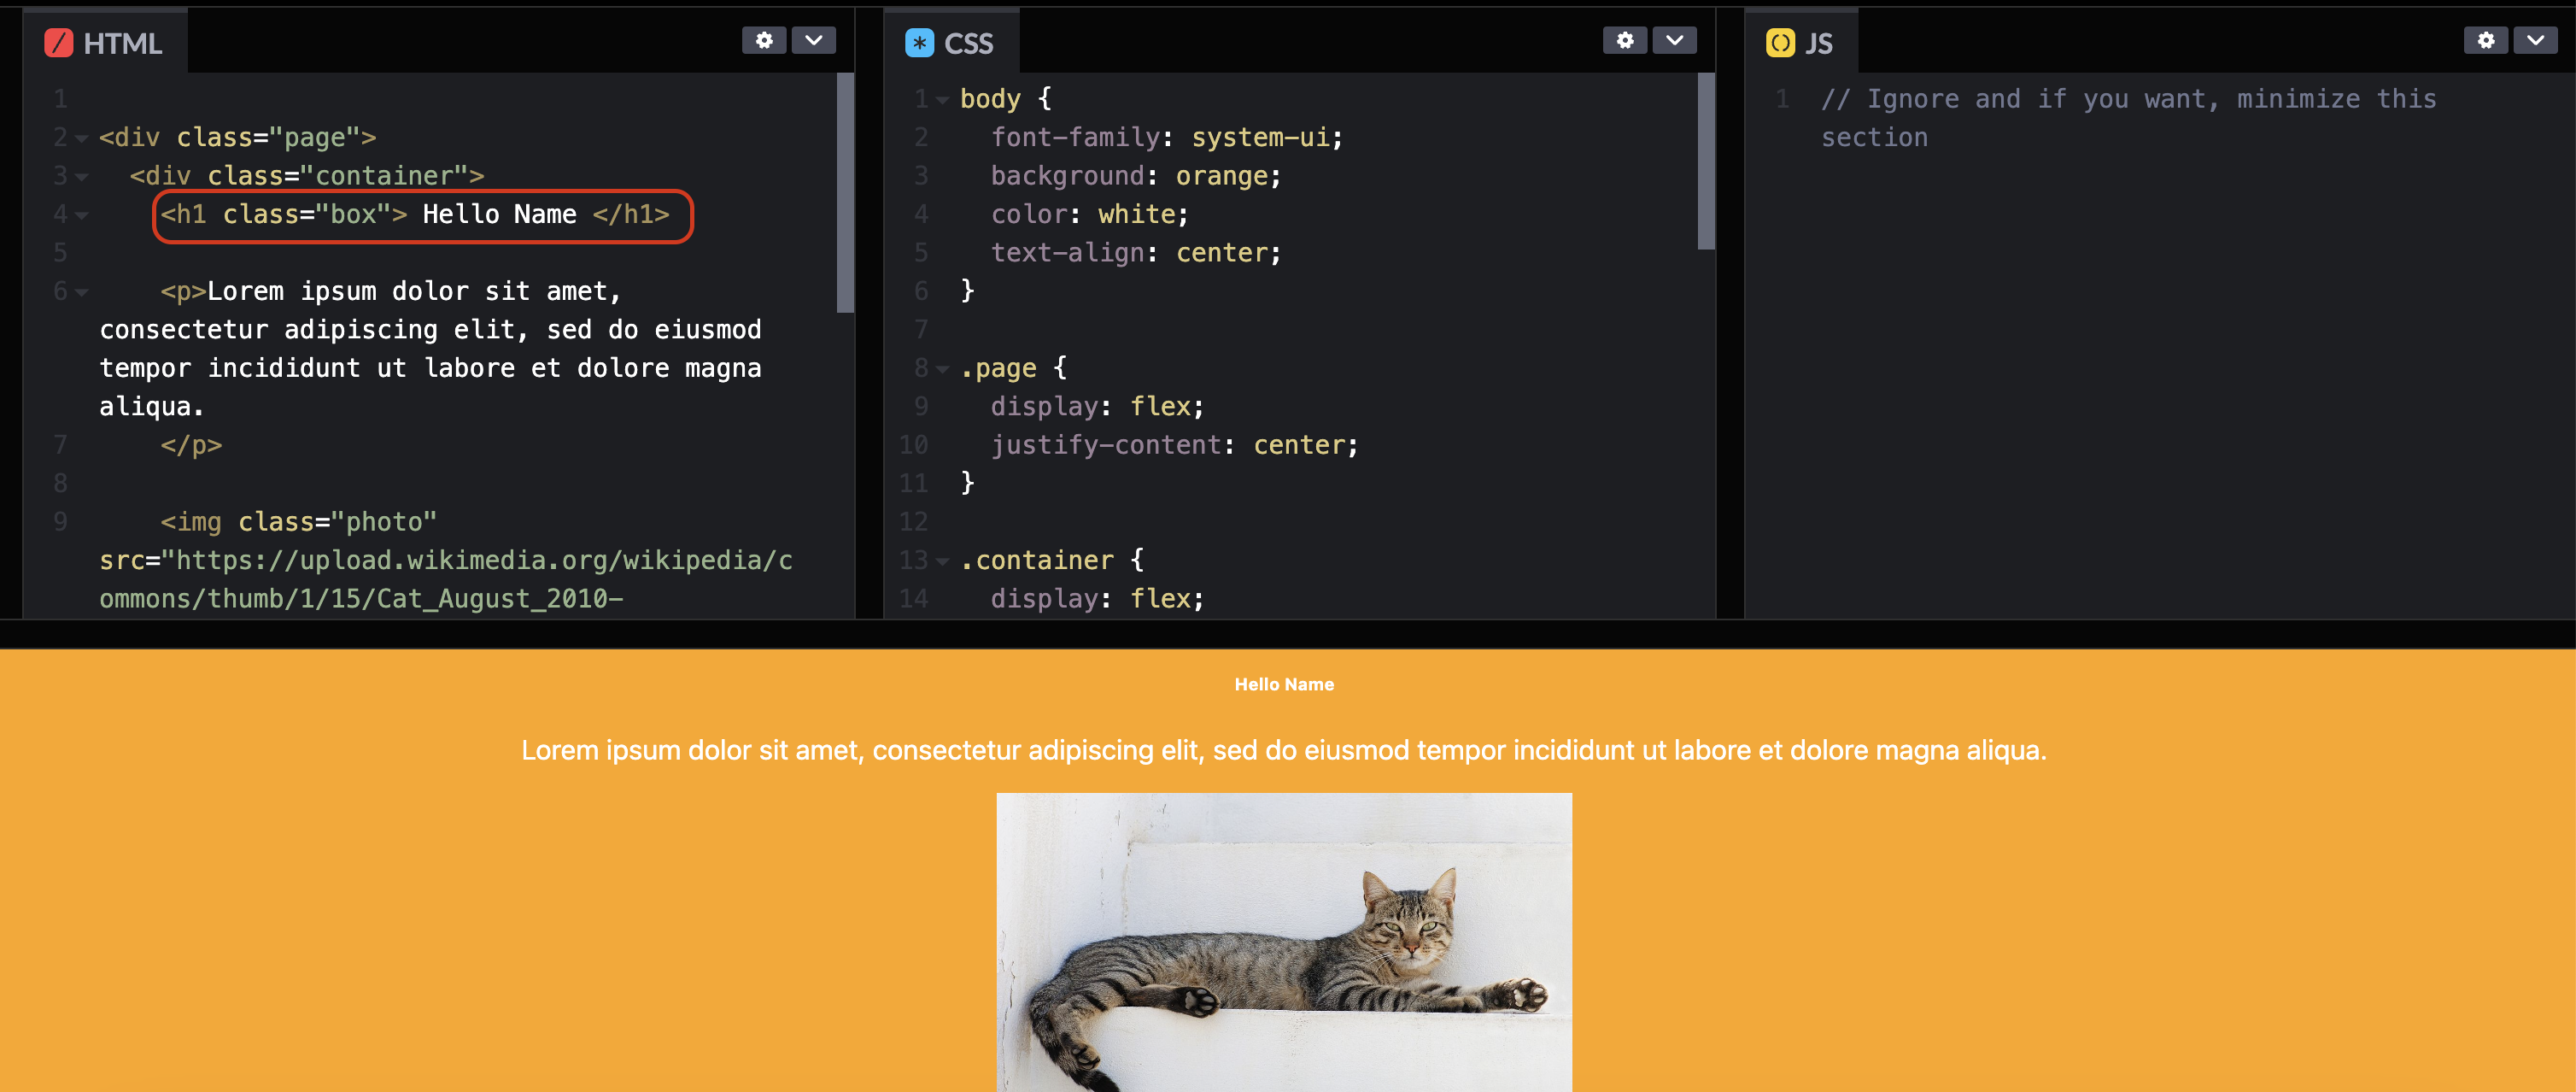 HTML
1
2 <div class="page">
3 <div class="container">
4 <h1 class="box"> Hello Name </h1>
5
6 <p>Lorem ipsum dolor sit amet,
consectetur adipiscing elit, sed do eiusmod
tempor incididunt ut labore et dolore magna
aliqua.
7 </p>
8
9 <img class="photo"
src="https://upload.wikimedia.org/wikipedia/c
ommons/thumb/1/15/Cat_August_2010-
* CSS
1 body {
2 font-family: system-ui;
3 background: orange;
4 color: white;
5 text-align: center;
6 }
7
8 .page {
9 display: flex;
10 justify-content: center;
11 }
12
13 .container {
14 display: flex;
JS
1 // Ignore and if you want, minimize this
section
Hello Name
Lorem ipsum dolor sit amet, consectetur adipiscing elit, sed do eiusmod tempor incididunt ut labore et dolore magna aliqua.